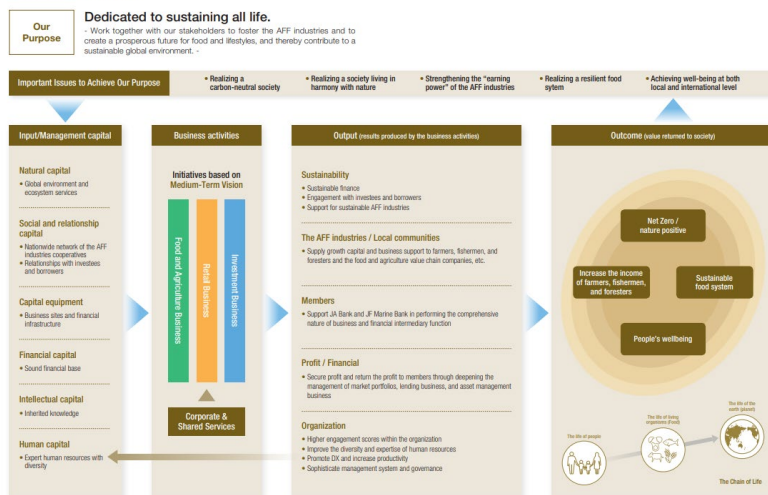 Our
Purpose
Dedicated to sustaining all life.
- Work together with our stakeholders to foster the AFF industries and to
create a prosperous future for food and lifestyles, and thereby contribute to a
sustainable global environment. -
Important Issues to Achieve Our Purpose
• Realizing a
carbon-neutral society
• Realizing a society living in
harmony with nature
• Strengthening the "earning
power" of the AFF industries
• Realizing a resilient food
sytem
• Achieving well-being at both
local and international level
Input/Management capital
Natural capital
• Global environment and
ecosystem services
Social and relationship
capital
• Nationwide network of the AFF
industries cooperatives
• Relationships with investees
and borrowers
Capital equipment
• Business sites and financial
infrastructure
Financial capital
• Sound financial base
Intellectual capital
• Inherited knowledge
Human capital
• Expert human resources with
diversity
Business activities
Initiatives based on
Medium-Term Vision
Food and Agriculture Business
Retail Business
Investment Business
Corporate &
Shared Services
Output (results produced by the business activities)
Sustainability
• Sustainable finance
• Engagement with investees and borrowers
• Support for sustainable AFF industries
The AFF industries / Local communities
• Supply growth capital and business support to farmers, fishermen, and
foresters and the food and agriculture value chain companies, etc.
Members
• Support JA Bank and JF Marine Bank in performing the comprehensive
nature of business and financial intermediary function
Profit / Financial
• Secure profit and return the profit to members through deepening the
management of market portfolios, lending business, and asset management
business
Organization
• Higher engagement scores within the organization
• Improve the diversity and expertise of human resources
• Promote DX and increase productivity
• Sophisticate management system and governance
Outcome (value returned to society)
Net Zero /
nature positive
Increase the income
of farmers, fishermen,
and foresters
Sustainable
food system
People's wellbeing
The life of people
The life of living
organisms (Food)
The life of the
earth (planet)
The Chain of Life